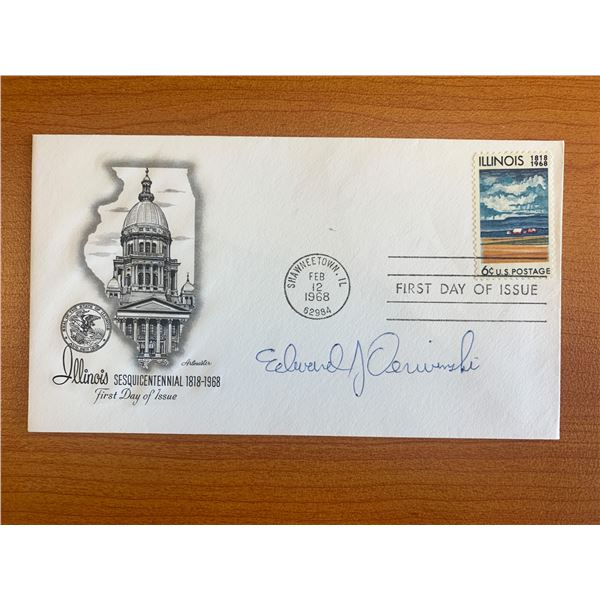 ILLINOIS 1818 1968
6¢ U.S. POSTAGE
SHAWNEETOWN, IL
FEB
12
1968
62984
FIRST DAY OF ISSUE
Edward J Derwinski
Artmaster
Illinois SESQUICENTENNIAL 1818-1968
First Day of Issue